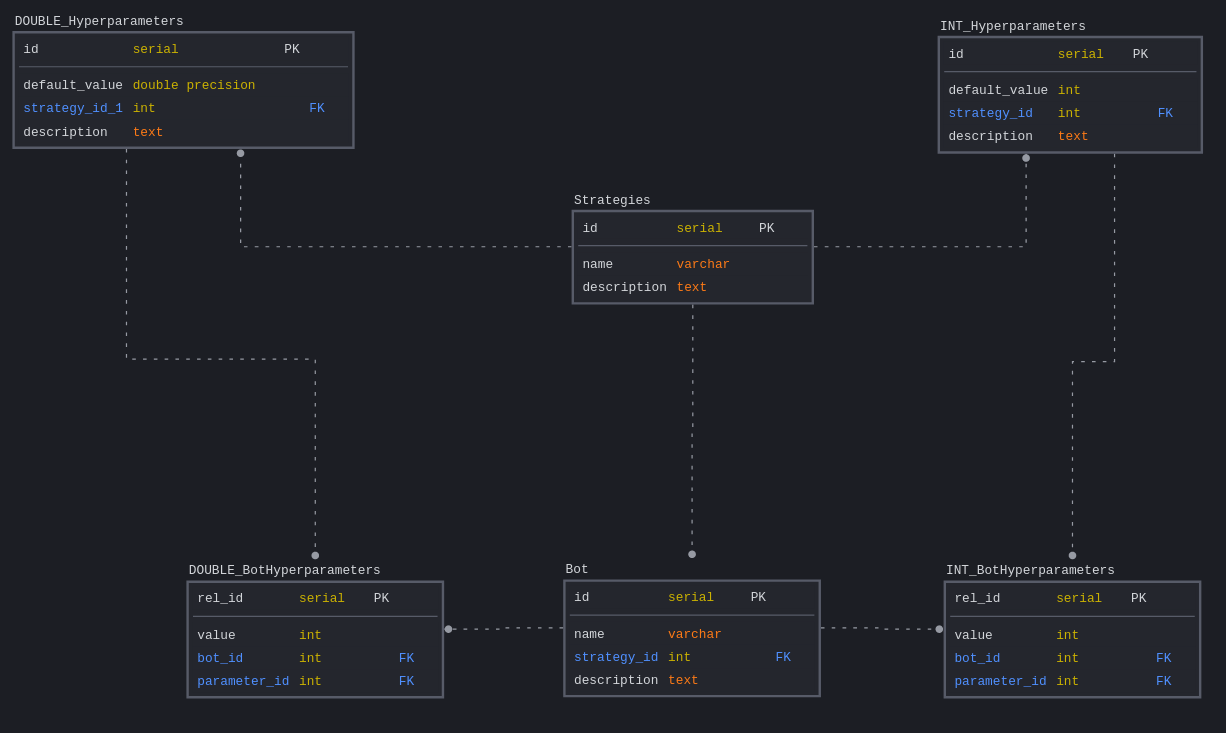 DOUBLE_Hyperparameters
id serial PK
default_value double precision
strategy_id_1 int FK
description text
INT_Hyperparameters
id serial PK
default_value int
strategy_id int FK
description text
Strategies
id serial PK
name varchar
description text
DOUBLE_BotHyperparameters
rel_id serial PK
value int
bot_id int FK
parameter_id int FK
Bot
id serial PK
name varchar
strategy_id int FK
description text
INT_BotHyperparameters
rel_id serial PK
value int
bot_id int FK
parameter_id int FK